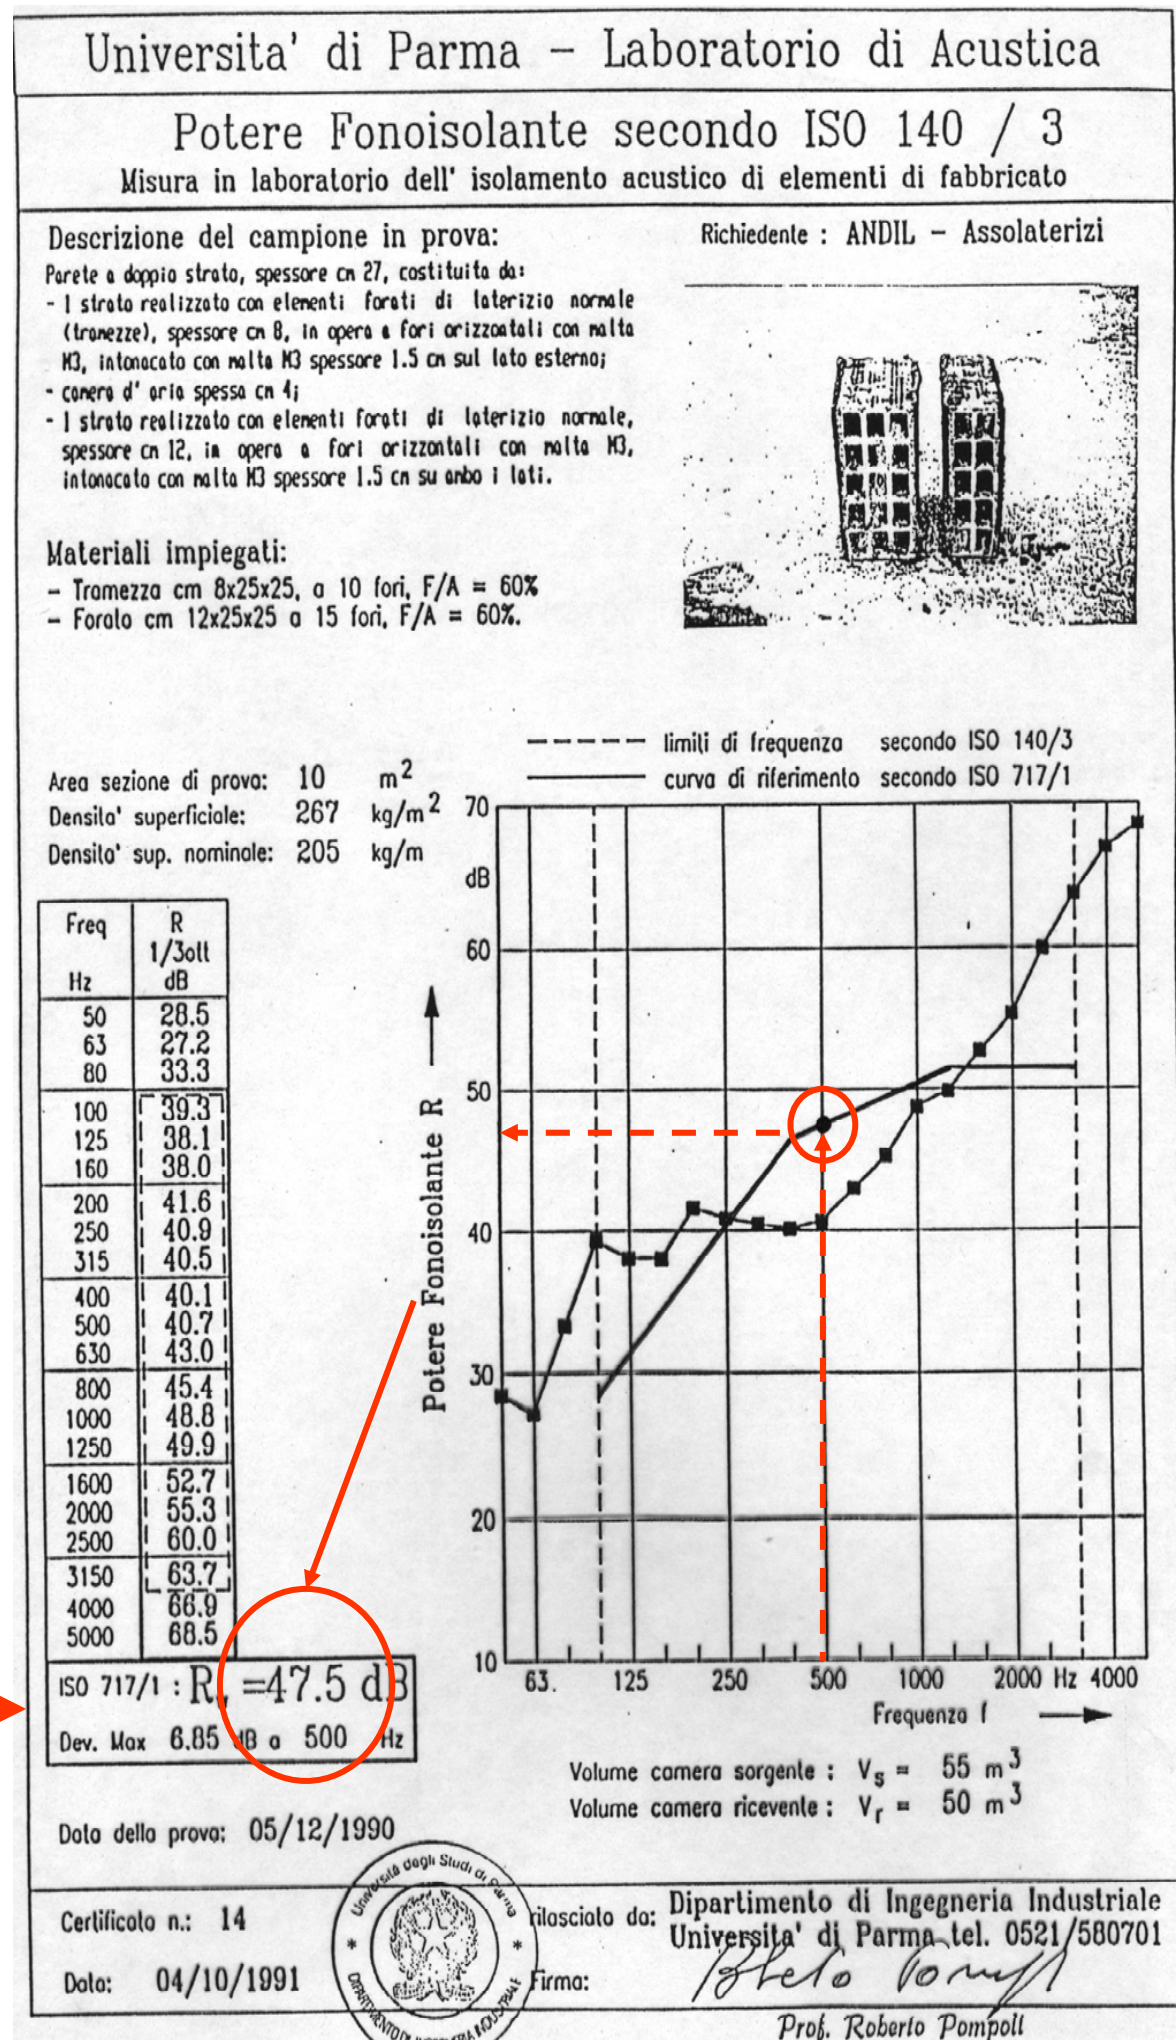 Universita' di Parma – Laboratorio di Acustica
Potere Fonoisolante secondo ISO 140 / 3
Misura in laboratorio dell' isolamento acustico di elementi di fabbricato
Descrizione del campione in prova:
Richiedente : ANDIL – Assolaterizi
Parete a doppio strato, spessore cm 27, costituita da:
- 1 strato realizzato con elementi forati di laterizio normale
(tramezze), spessore cm 8, in opera a fori orizzontali con malta
M3, intonacato con malta M3 spessore 1.5 cm sul lato esterno;
- camera d' aria spessa cm 4;
- 1 strato realizzato con elementi forati di laterizio normale,
spessore cm 12, in opera a fori orizzontali con malta M3,
intonacato con malta M3 spessore 1.5 cm su ambo i lati.
Materiali impiegati:
– Tramezza cm 8x25x25, a 10 fori, F/A = 60%
– Forato cm 12x25x25 a 15 fori, F/A = 60%.
limiti di frequenza secondo ISO 140/3
curva di riferimento secondo ISO 717/1
Area sezione di prova: 10 m²
Densita' superficiale: 267 kg/m²
Densita' sup. nominale: 205 kg/m
Freq R
1/3ott
Hz dB
50 28.5
63 27.2
80 33.3
100 39.3
125 38.1
160 38.0
200 41.6
250 40.9
315 40.5
400 40.1
500 40.7
630 43.0
800 45.4
1000 48.8
1250 49.9
1600 52.7
2000 55.3
2500 60.0
3150 63.7
4000 66.9
5000 68.5
ISO 717/1 : R =47.5 dB
Dev. Max 6.85 dB a 500 Hz
70
dB
60
50
40
30
20
10
Potere Fonoisolante R
63. 125 250 500 1000 2000 Hz 4000
Frequenza f
Volume camera sorgente : Vs = 55 m³
Volume camera ricevente : Vr = 50 m³
Data della prova: 05/12/1990
Università degli Studi di Parma
Certificato n.: 14
rilasciato da: Dipartimento di Ingegneria Industriale
Universita' di Parma tel. 0521/580701
Data: 04/10/1991
Firma:
DIPARTIMENTO DI INGEGNERIA INDUSTRIALE
Prof. Roberto Pompoli